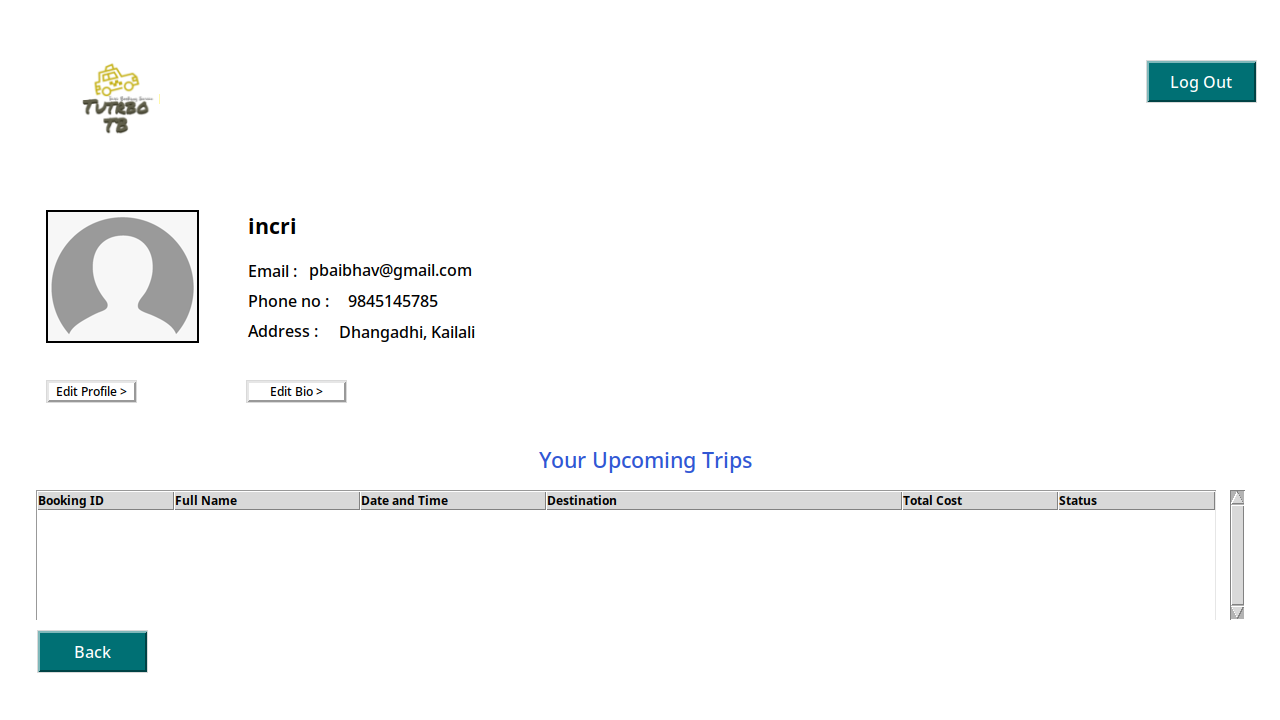 TUTRBO
TB
Log Out
incri
Email : pbaibhav@gmail.com
Phone no : 9845145785
Address : Dhangadhi, Kailali
Edit Profile >
Edit Bio >
Your Upcoming Trips
Booking ID Full Name Date and Time Destination Total Cost Status
Back